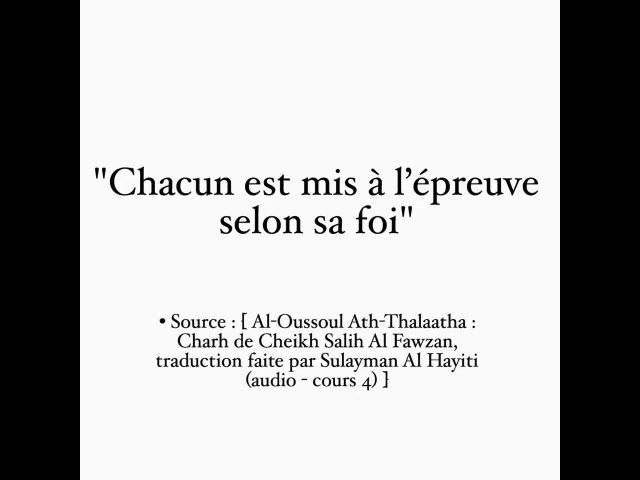 "Chacun est mis à l’épreuve
selon sa foi"
• Source : [ Al-Oussoul Ath-Thalaatha :
Charh de Cheikh Salih Al Fawzan,
traduction faite par Sulayman Al Hayiti
(audio - cours 4) ]